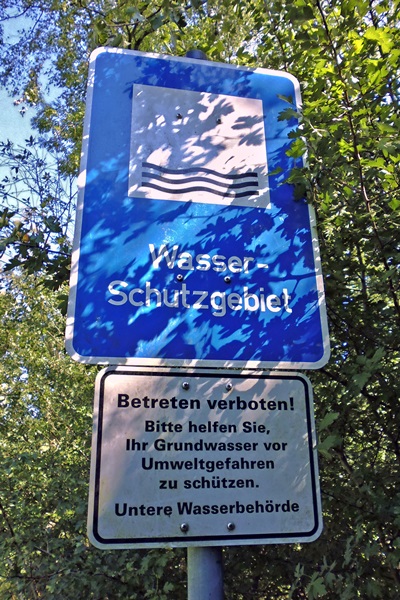 Wasser-
Schutzgebiet
Betreten verboten!
Bitte helfen Sie,
Ihr Grundwasser vor
Umweltgefahren
zu schützen.
Untere Wasserbehörde